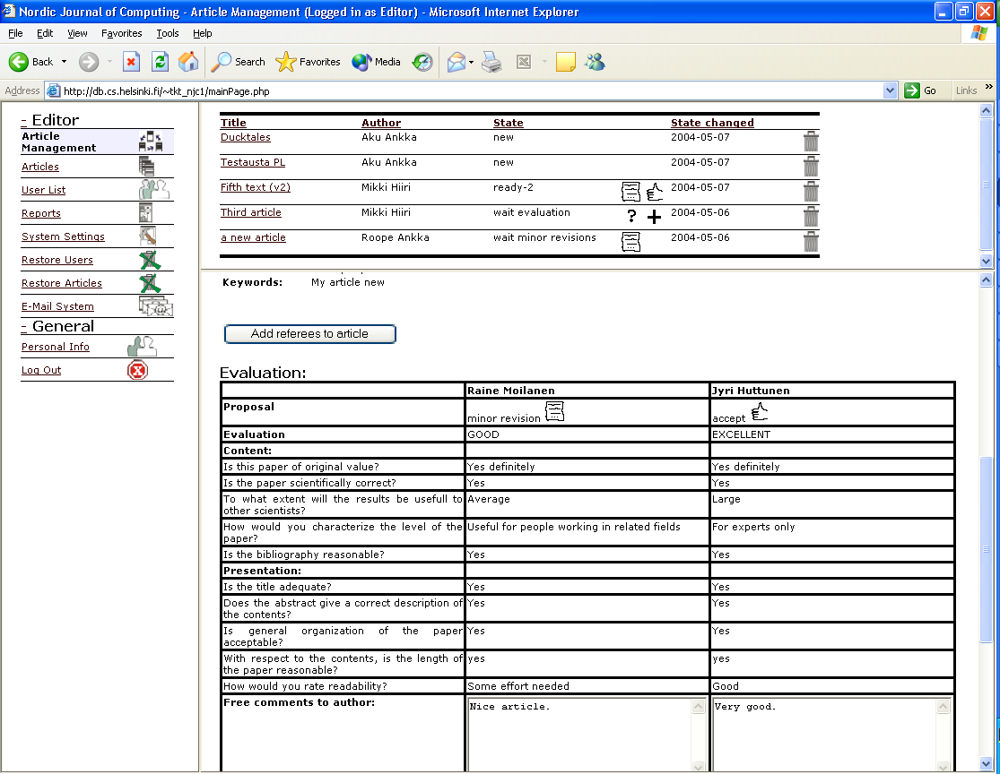 Nordic Journal of Computing - Article Management (Logged in as Editor) - Microsoft Internet Explorer
File Edit View Favorites Tools Help
Back Search Favorites Media
Address http://db.cs.helsinki.fi/~tkt_njc1/mainPage.php Go Links »
- Editor
Article
Management
Articles
User List
Reports
System Settings
Restore Users
Restore Articles
E-Mail System
- General
Personal Info
Log Out
Title Author State State changed
Ducktales Aku Ankka new 2004-05-07
Testausta PL Aku Ankka new 2004-05-07
Fifth text (v2) Mikki Hiiri ready-2 2004-05-07
Third article Mikki Hiiri wait evaluation ? + 2004-05-06
a new article Roope Ankka wait minor revisions 2004-05-06
Keywords: My article new
Add referees to article
Evaluation:
Raine Moilanen Jyri Huttunen
Proposal minor revision accept
Evaluation GOOD EXCELLENT
Content:
Is this paper of original value? Yes definitely Yes definitely
Is the paper scientifically correct? Yes Yes
To what extent will the results be usefull to Average Large
other scientists?
How would you characterize the level of the Useful for people working in related fields For experts only
paper?
Is the bibliography reasonable? Yes Yes
Presentation:
Is the title adequate? Yes Yes
Does the abstract give a correct description of Yes Yes
the contents?
Is general organization of the paper Yes Yes
acceptable?
With respect to the contents, is the length of yes yes
the paper reasonable?
How would you rate readability? Some effort needed Good
Free comments to author: Nice article. Very good.